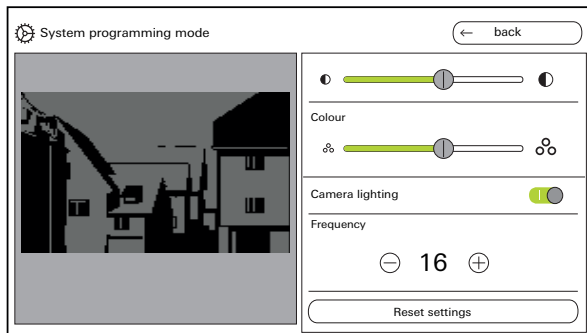 System programming mode
← back
Colour
Camera lighting
Frequency
16
Reset settings